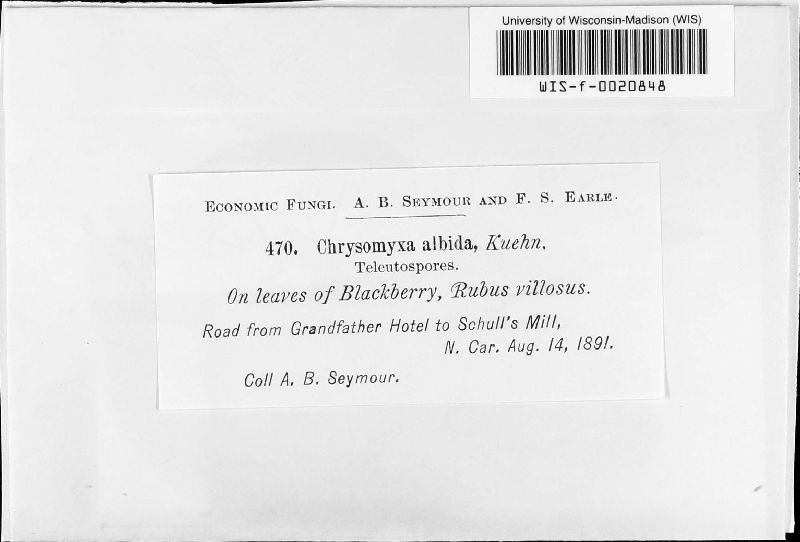 University of Wisconsin-Madison (WIS)
WIS-f-0020848
ECONOMIC FUNGI. A. B. SEYMOUR AND F. S. EARLE.
470. Chrysomyxa albida, Kuehn.
Teleutospores.
On leaves of Blackberry, Rubus villosus.
Road from Grandfather Hotel to Schull's Mill,
N. Car. Aug. 14, 1891.
Coll A. B. Seymour.